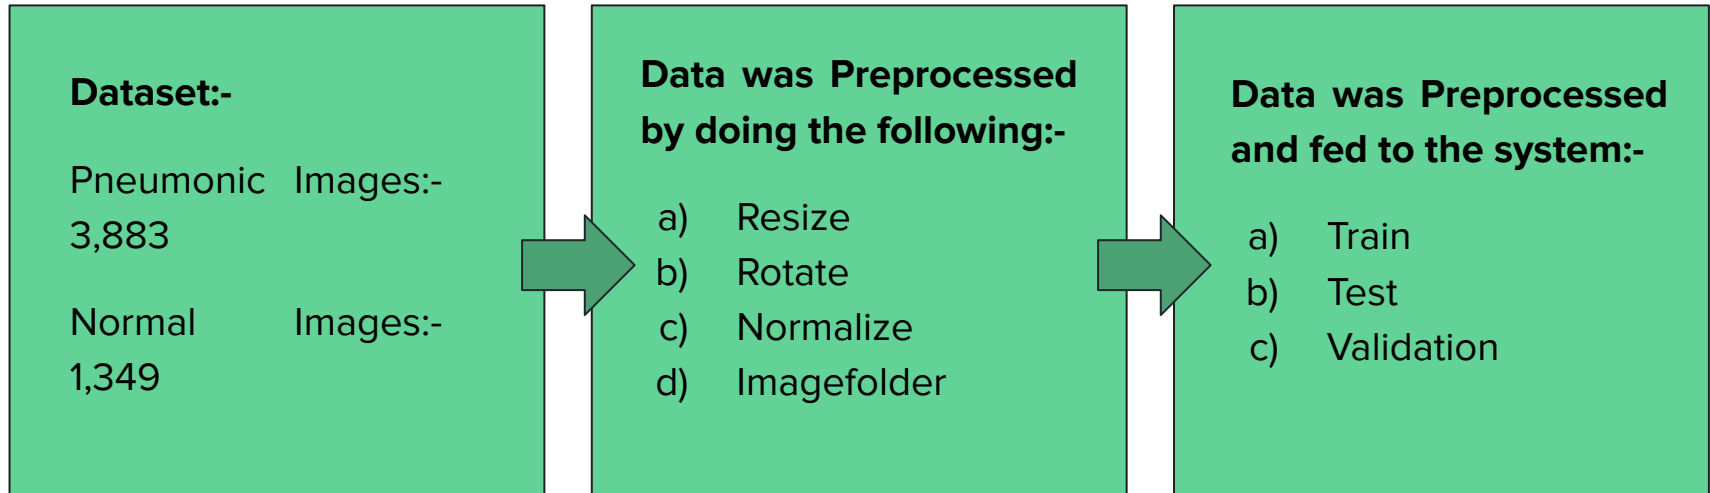 Dataset:-
Pneumonic Images:-
3,883
Normal Images:-
1,349
Data was Preprocessed
by doing the following:-
a) Resize
b) Rotate
c) Normalize
d) Imagefolder
Data was Preprocessed
and fed to the system:-
a) Train
b) Test
c) Validation